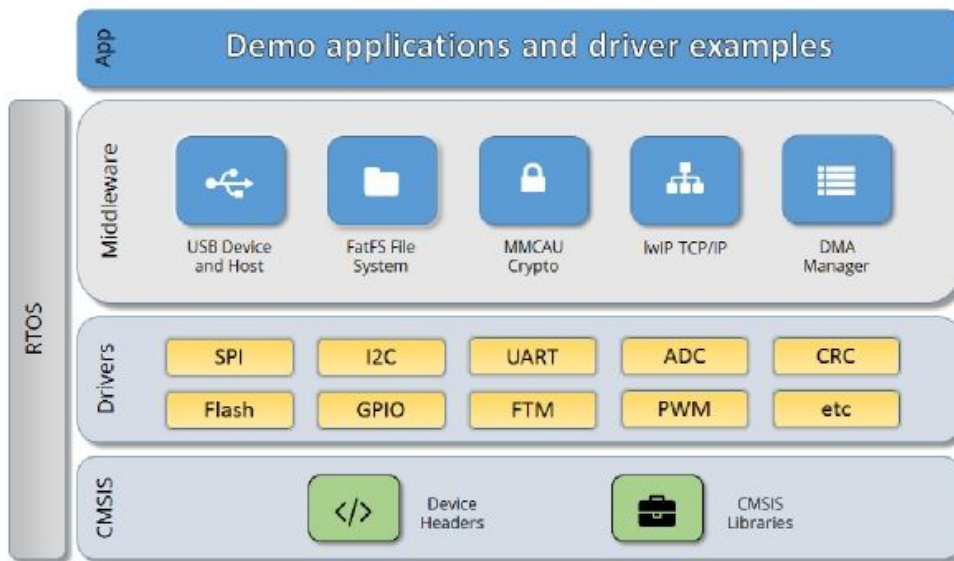 App
Demo applications and driver examples
RTOS
Middleware
USB Device
and Host
FatFS File
System
MMCAU
Crypto
lwIP TCP/IP
DMA
Manager
Drivers
SPI
I2C
UART
ADC
CRC
Flash
GPIO
FTM
PWM
etc
CMSIS
Device
Headers
CMSIS
Libraries